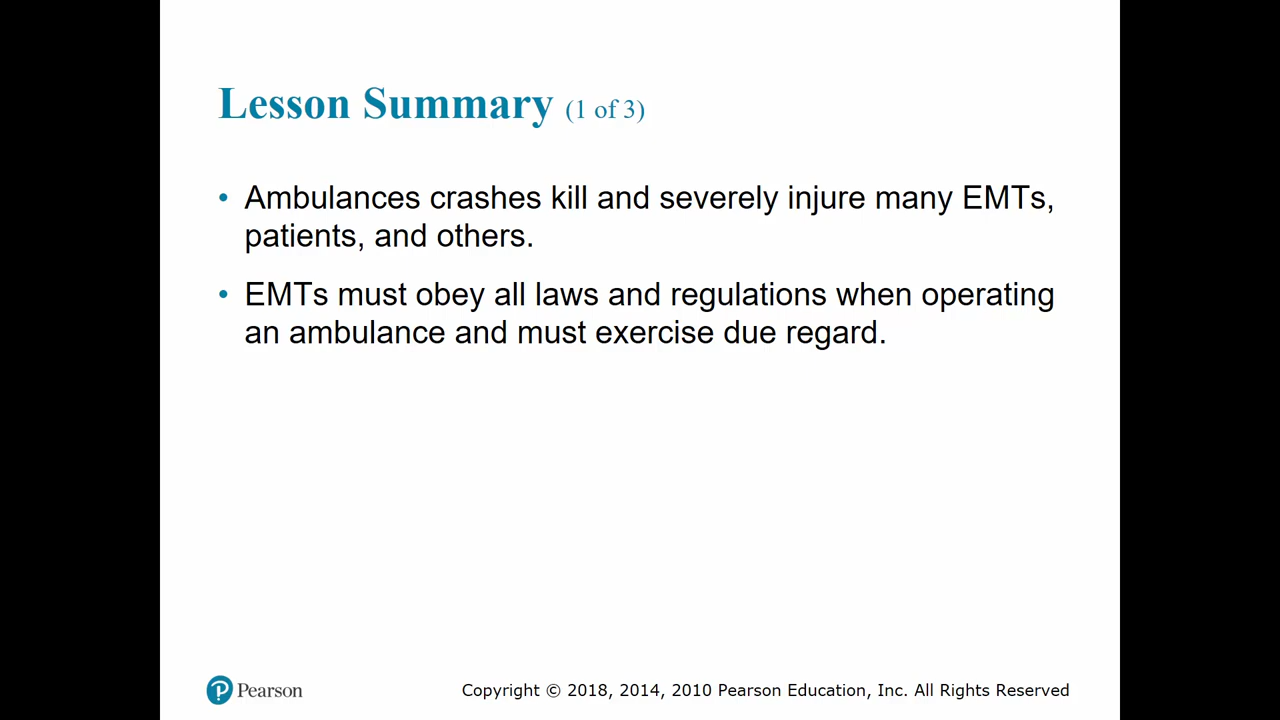 Lesson Summary (1 of 3)
• Ambulances crashes kill and severely injure many EMTs,
patients, and others.
• EMTs must obey all laws and regulations when operating
an ambulance and must exercise due regard.
Pearson
Copyright © 2018, 2014, 2010 Pearson Education, Inc. All Rights Reserved